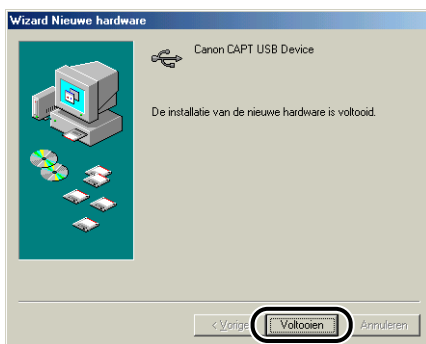 Wizard Nieuwe hardware
Canon CAPT USB Device
De installatie van de nieuwe hardware is voltooid.
< Vorige
Voltooien
Annuleren